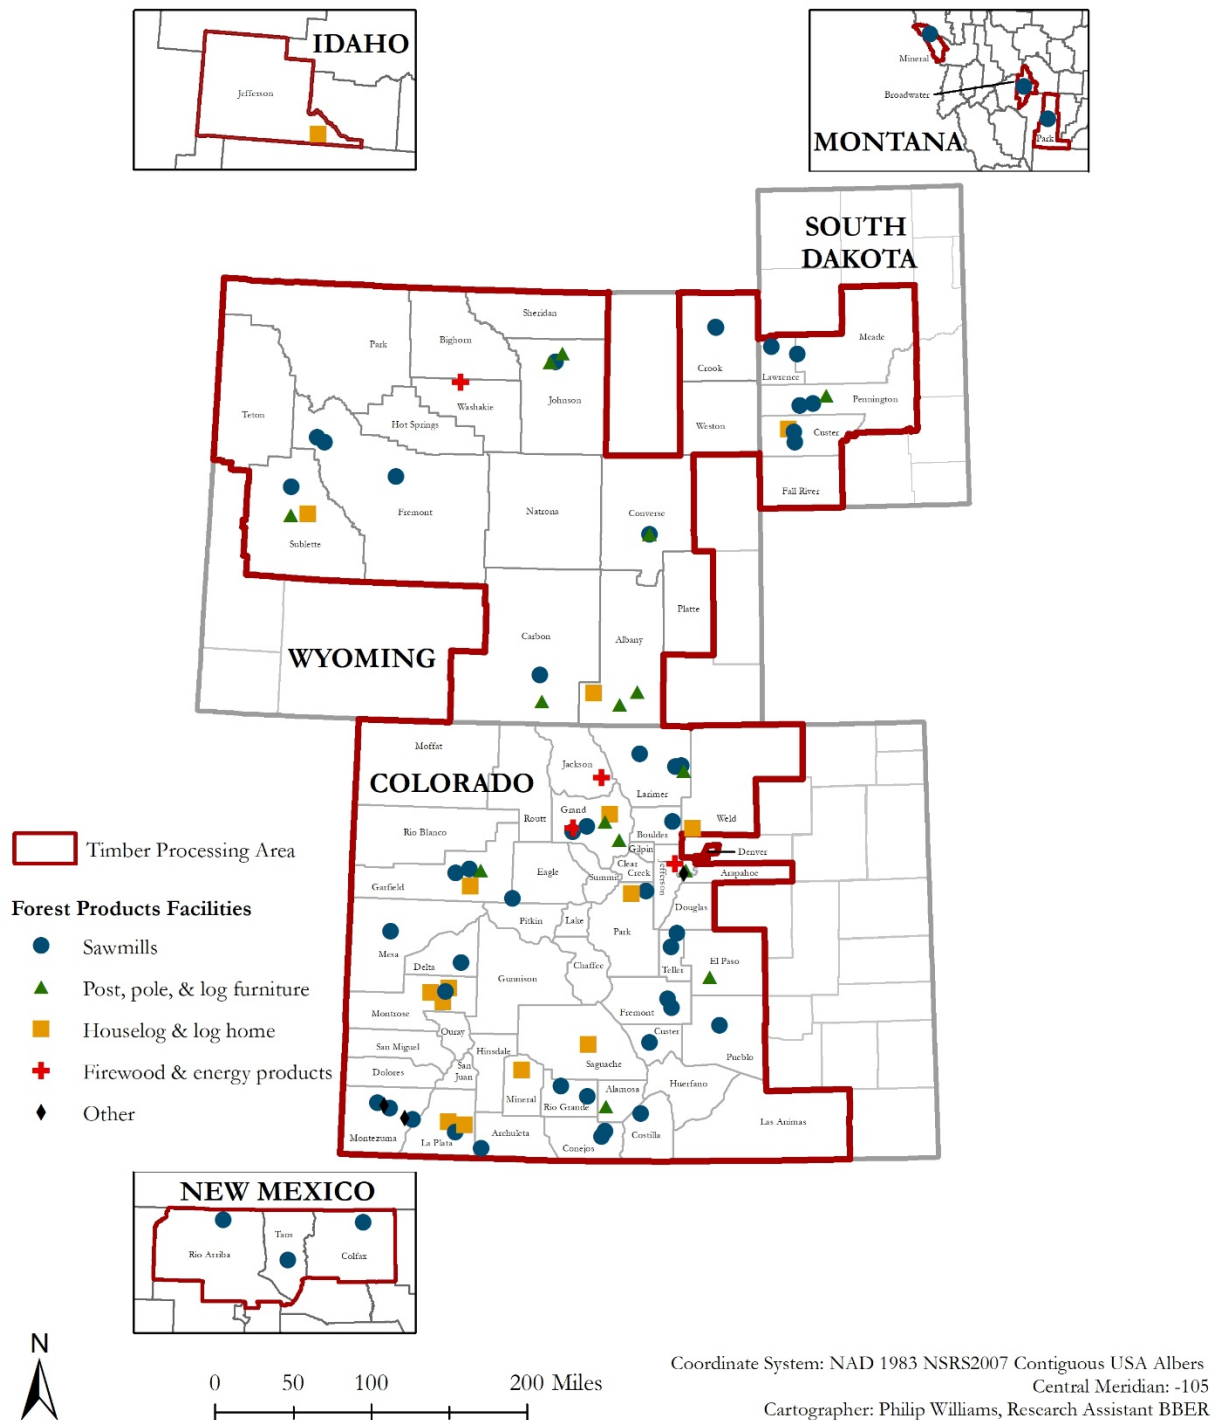 IDAHO
Jefferson
Mineral
Broadwater
Park
MONTANA
SOUTH
DAKOTA
Sheridan
Park
Bighorn
Crook
Meade
Lawrence
Johnson
Washakie
Pennington
Teton
Hot Springs
Weston
Custer
Fall River
Fremont
Natrona
Converse
Sublette
Platte
Carbon
Albany
WYOMING
Moffat
Jackson
COLORADO
Larimer
Grand
Routt
Weld
Rio Blanco
Boulder
Gilpin
Denver
Clear
Creek
Eagle
Summit
Jefferson
Arapahoe
Garfield
Douglas
Pitkin
Lake
Park
Mesa
Delta
Chaffee
Teller
El Paso
Gunnison
Montrose
Fremont
Ouray
Custer
San Miguel
Hinsdale
Pueblo
Saguache
San
Juan
Dolores
Huerfano
Mineral
Alamosa
Rio Grande
Las Animas
Montezuma
La Plata
Archuleta
Conejos
Costilla
Timber Processing Area
Forest Products Facilities
Sawmills
Post, pole, & log furniture
Houselog & log home
Firewood & energy products
Other
NEW MEXICO
Rio Arriba
Taos
Colfax
N
0 50 100 200 Miles
Coordinate System: NAD 1983 NSRS2007 Contiguous USA Albers
Central Meridian: -105
Cartographer: Philip Williams, Research Assistant BBER